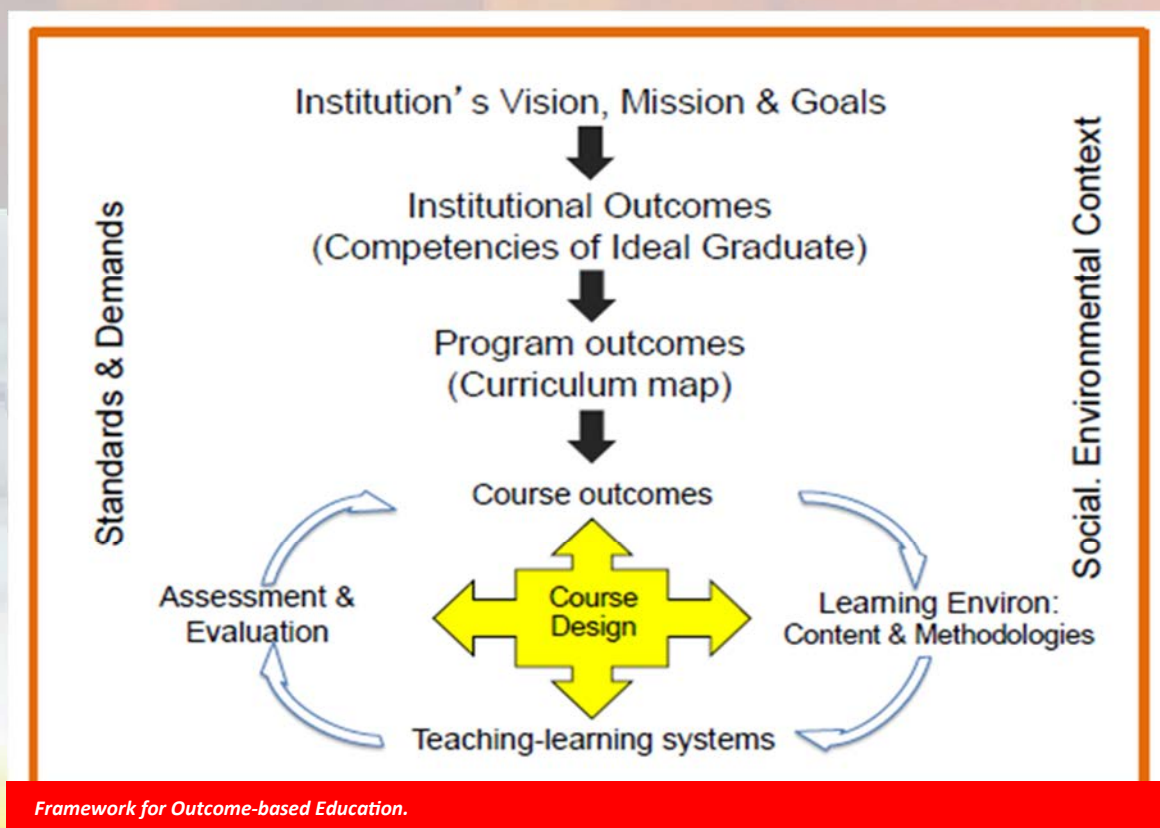 Institution's Vision, Mission & Goals
Institutional Outcomes
(Competencies of Ideal Graduate)
Program outcomes
(Curriculum map)
Standards & Demands
Social. Environmental Context
Course outcomes
Assessment &
Evaluation
Course
Design
Learning Environ:
Content & Methodologies
Teaching-learning systems
Framework for Outcome-based Education.